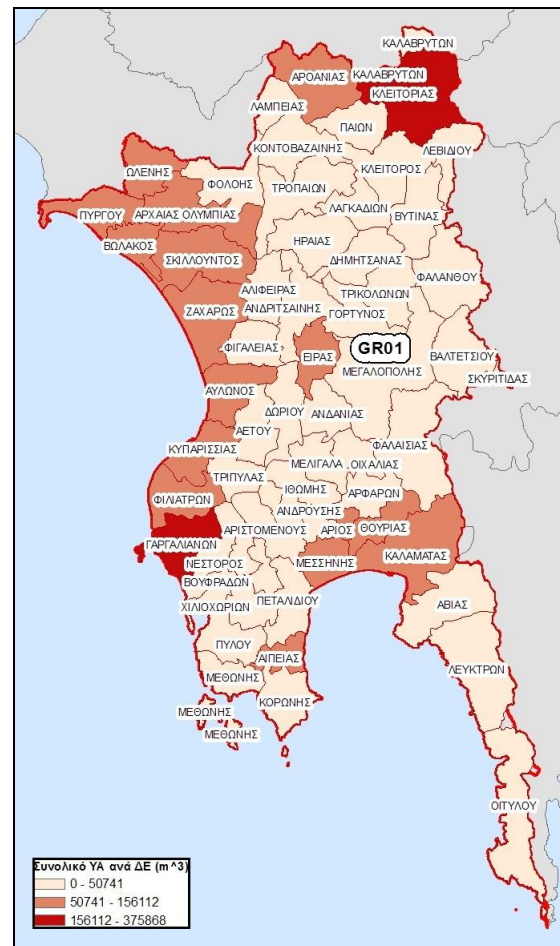 ΚΑΛΑΒΡΥΤΩΝ
ΑΡΟΑΝΙΑΣ
ΚΑΛΑΒΡΥΤΩΝ
ΚΛΕΙΤΟΡΙΑΣ
ΛΑΜΠΕΙΑΣ
ΠΑΙΩΝ
ΚΟΝΤΟΒΑΖΑΙΝΗΣ
ΛΕΒΙΔΙΟΥ
ΩΛΕΝΗΣ
ΚΛΕΙΤΟΡΟΣ
ΦΟΛΟΗΣ
ΤΡΟΠΑΙΩΝ
ΛΑΓΚΑΔΙΩΝ
ΠΥΡΓΟΥ
ΑΡΧΑΙΑΣ ΟΛΥΜΠΙΑΣ
ΒΥΤΙΝΑΣ
ΒΩΛΑΚΟΣ
ΗΡΑΙΑΣ
ΣΚΙΛΛΟΥΝΤΟΣ
ΔΗΜΗΤΣΑΝΑΣ
ΦΑΛΑΝΘΟΥ
ΑΛΙΦΕΙΡΑΣ
ΤΡΙΚΟΛΩΝΩΝ
ΖΑΧΑΡΩΣ
ΑΝΔΡΙΤΣΑΙΝΗΣ
ΓΟΡΤΥΝΟΣ
ΦΙΓΑΛΕΙΑΣ
ΕΙΡΑΣ
GR01
ΒΑΛΤΕΤΣΙΟΥ
ΜΕΓΑΛΟΠΟΛΗΣ
ΣΚΥΡΙΤΙΔΑΣ
ΑΥΛΩΝΟΣ
ΔΩΡΙΟΥ
ΑΝΔΑΝΙΑΣ
ΑΕΤΟΥ
ΦΑΛΑΙΣΙΑΣ
ΚΥΠΑΡΙΣΣΙΑΣ
ΜΕΛΙΓΑΛΑ
ΟΙΧΑΛΙΑΣ
ΤΡΙΠΥΛΑΣ
ΙΘΩΜΗΣ
ΑΡΦΑΡΩΝ
ΦΙΛΙΑΤΡΩΝ
ΑΝΔΡΟΥΣΗΣ
ΑΡΙΣΤΟΜΕΝΟΥΣ
ΑΡΙΟΣ
ΘΟΥΡΙΑΣ
ΓΑΡΓΑΛΙΑΝΩΝ
ΚΑΛΑΜΑΤΑΣ
ΝΕΣΤΟΡΟΣ
ΜΕΣΣΗΝΗΣ
ΒΟΥΦΡΑΔΩΝ
ΧΙΛΙΟΧΩΡΙΩΝ
ΠΕΤΑΛΙΔΙΟΥ
ΑΒΙΑΣ
ΠΥΛΟΥ
ΑΙΠΕΙΑΣ
ΛΕΥΚΤΡΩΝ
ΜΕΘΩΝΗΣ
ΚΟΡΩΝΗΣ
ΜΕΘΩΝΗΣ
ΜΕΘΩΝΗΣ
ΟΙΤΥΛΟΥ
Συνολικό ΥΑ ανά ΔΕ (m^3)
0 - 50741
50741 - 156112
156112 - 375868